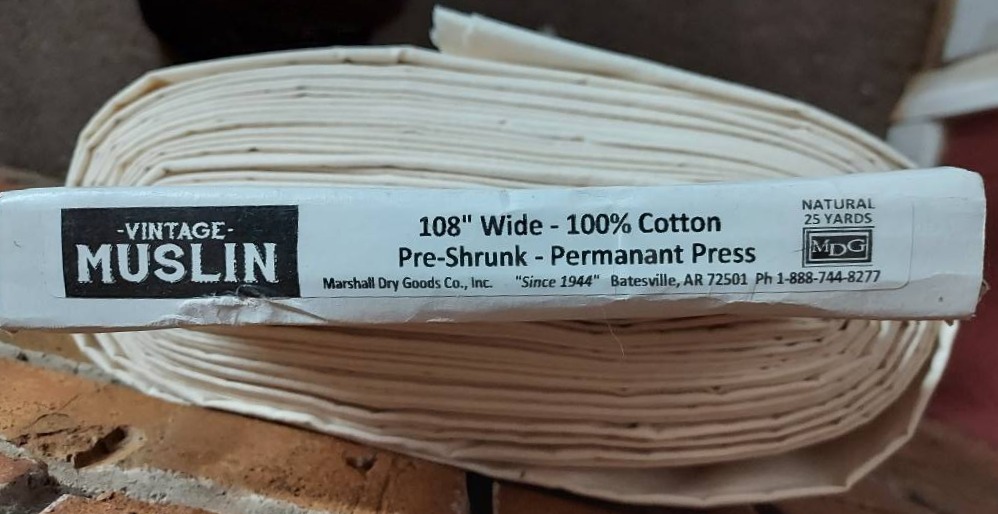 -VINTAGE-
MUSLIN
108" Wide - 100% Cotton
Pre-Shrunk - Permanant Press
Marshall Dry Goods Co., Inc. "Since 1944" Batesville, AR 72501 Ph 1-888-744-8277
NATURAL
25 YARDS
MDG